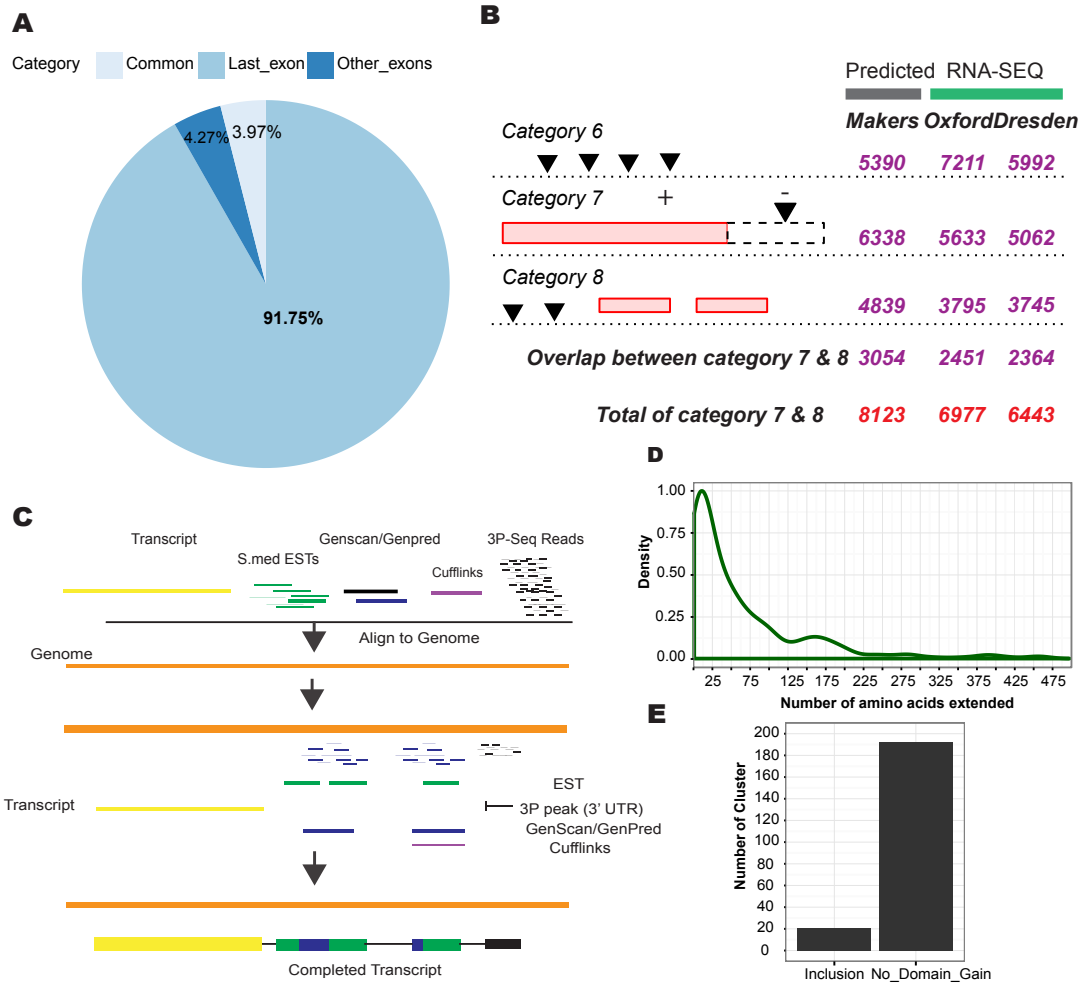 A
Category Common Last_exon Other_exons
4.27% 3.97%
91.75%
B
Predicted RNA-SEQ
Makers Oxford Dresden
Category 6
5390 7211 5992
Category 7 + -
6338 5633 5062
Category 8
4839 3795 3745
Overlap between category 7 & 8 3054 2451 2364
Total of category 7 & 8 8123 6977 6443
C
Transcript Genscan/Genpred 3P-Seq Reads
S.med ESTs
Cufflinks
Align to Genome
Genome
EST
Transcript
3P peak (3' UTR)
GenScan/GenPred
Cufflinks
Completed Transcript
D
Density
1.00
0.75
0.50
0.25
0.00
25 75 125 175 225 275 325 375 425 475
Number of amino acids extended
E
Number of Cluster
200
180
160
140
120
100
80
60
40
20
0
Inclusion No_Domain_Gain